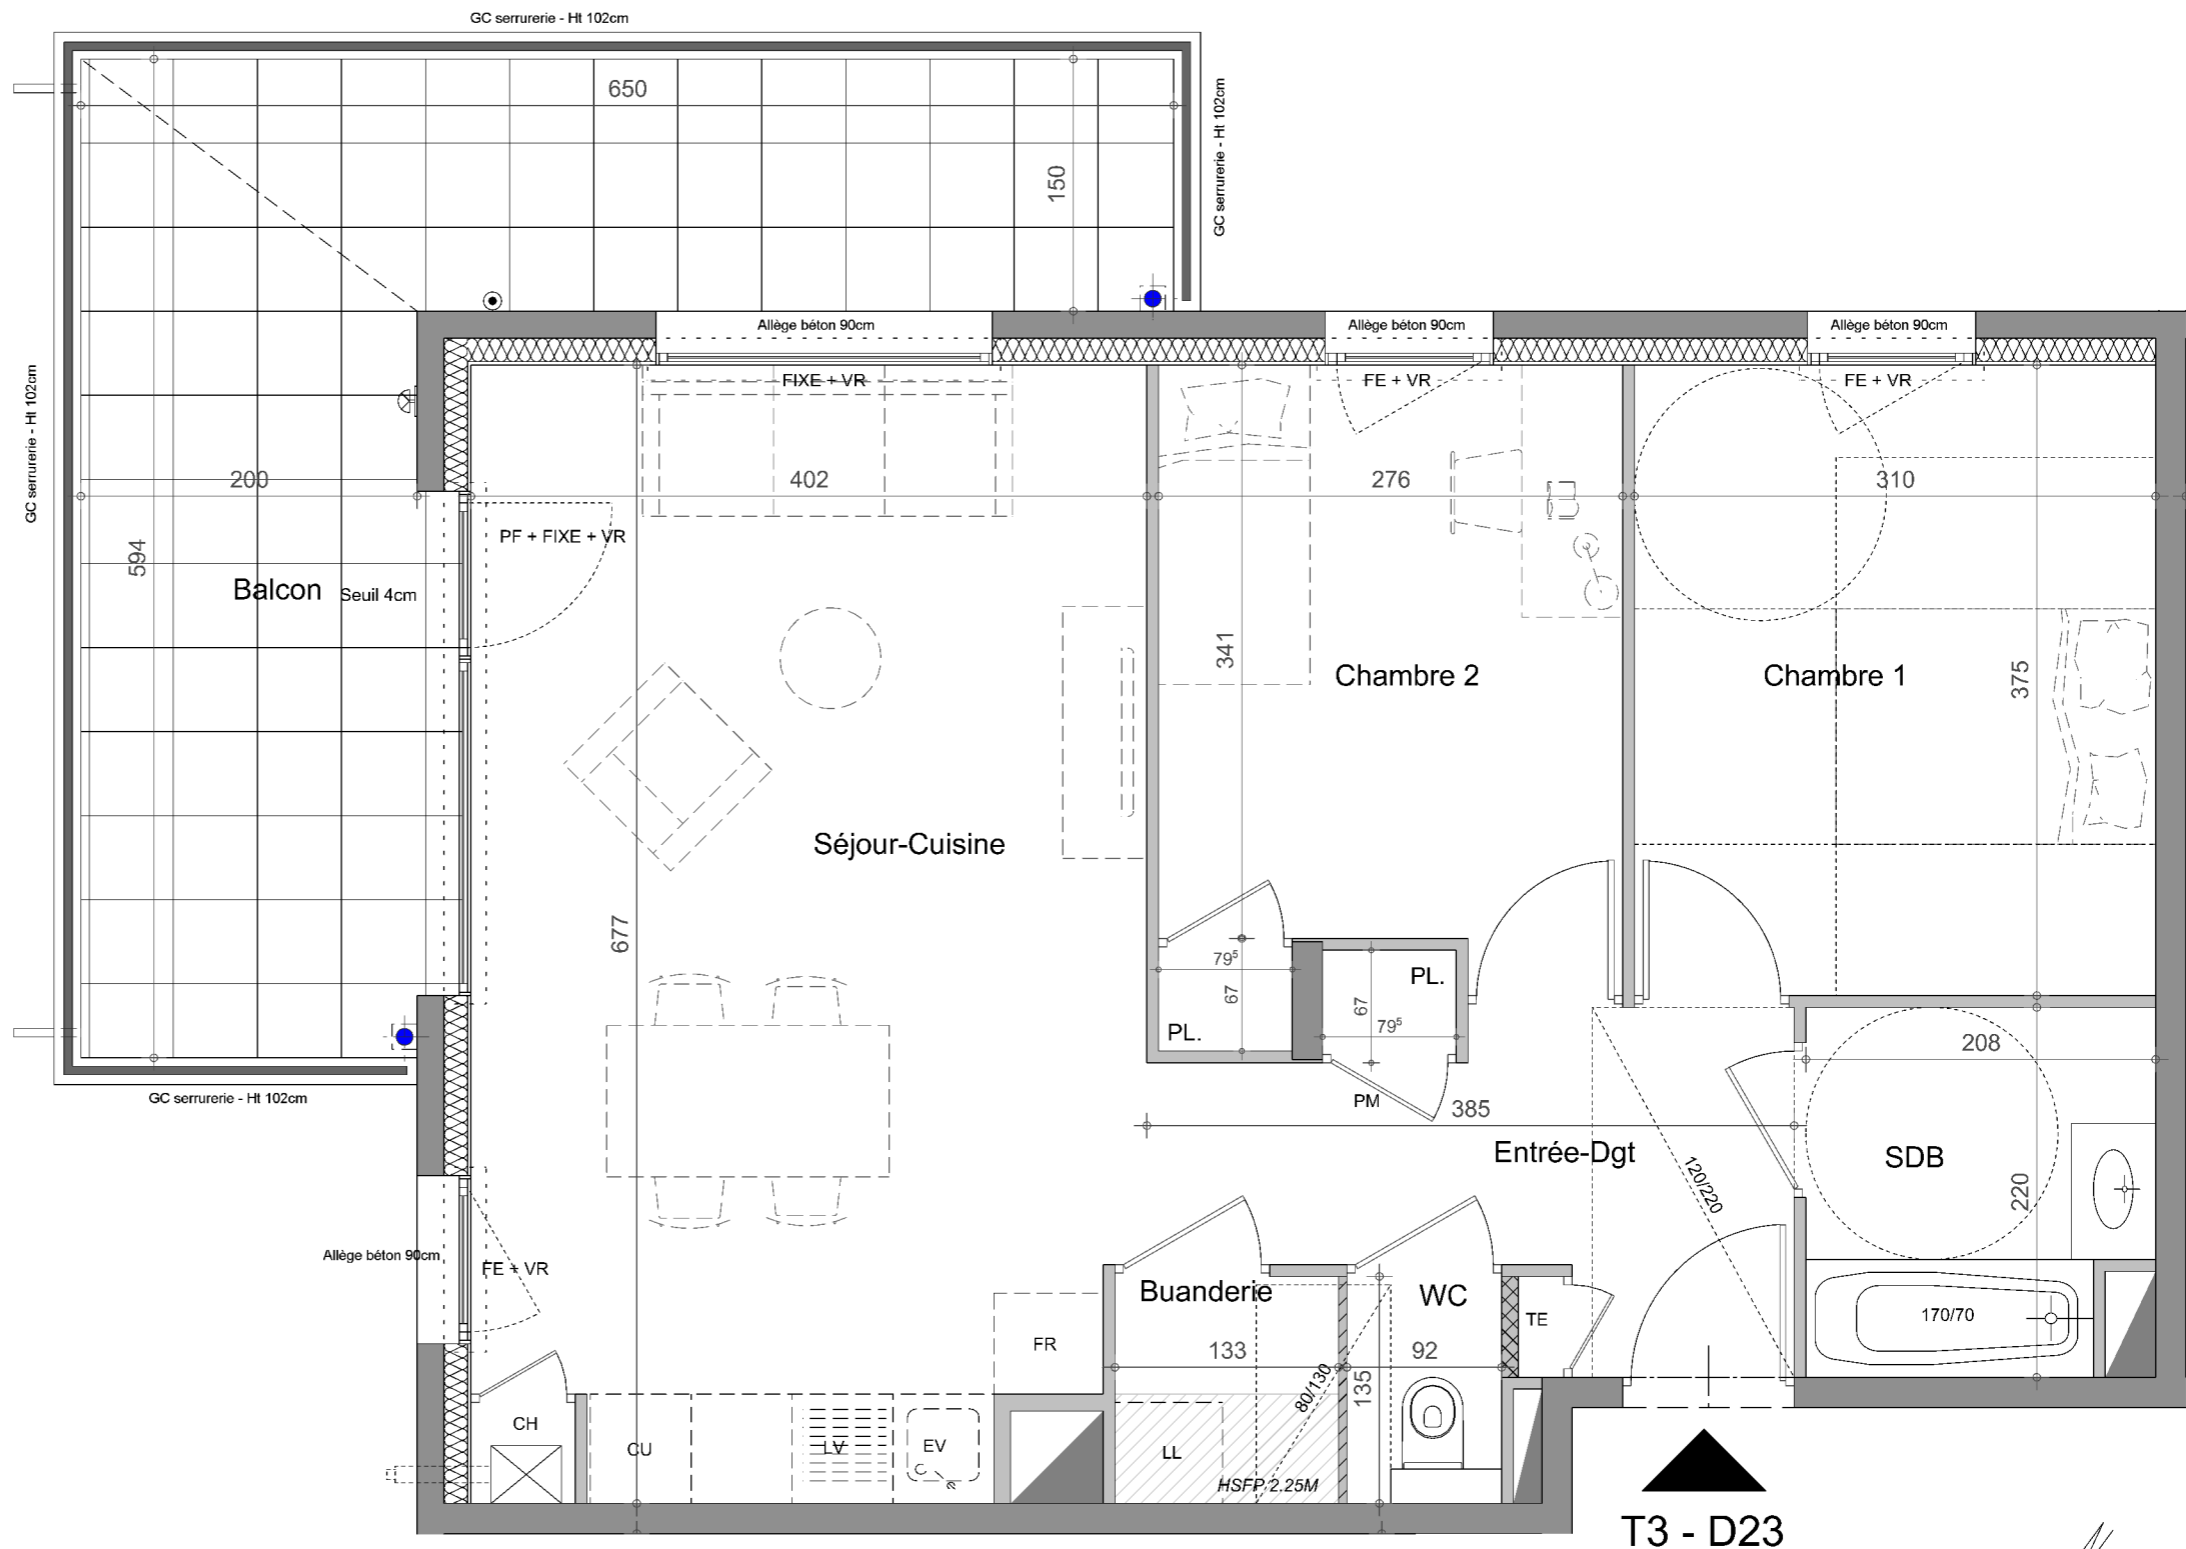 GC serrurerie - Ht 102cm
650
150
GC serrurerie - Ht 102cm
Allège béton 90cm
Allège béton 90cm
Allège béton 90cm
FIXE + VR
FE + VR
FE + VR
GC serrurerie - Ht 102cm
200
402
276
310
594
PF + FIXE + VR
Balcon
Seuil 4cm
341
Chambre 2
Chambre 1
375
Séjour-Cuisine
677
79⁵
67
PL.
PL.
67
79⁵
208
GC serrurerie - Ht 102cm
PM
385
Entrée-Dgt
120/220
SDB
220
Allège béton 90cm
FE + VR
Buanderie
WC
TE
170/70
FR
133
92
80/130
135
CH
CU
LV
EV
LL
HSFP 2.25M
T3 - D23